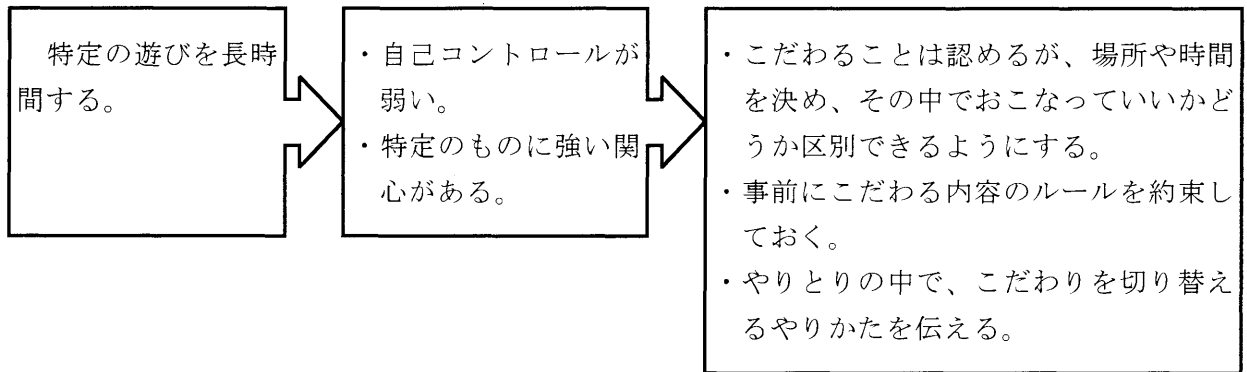 特定の遊びを長時
間する。
・自己コントロールが
弱い。
・特定のものに強い関
心がある。
・こだわることは認めるが、場所や時間
を決め、その中でおこなっていいかど
うか区別できるようにする。
・事前にこだわる内容のルールを約束し
ておく。
・やりとりの中で、こだわりを切り替え
るやりかたを伝える。